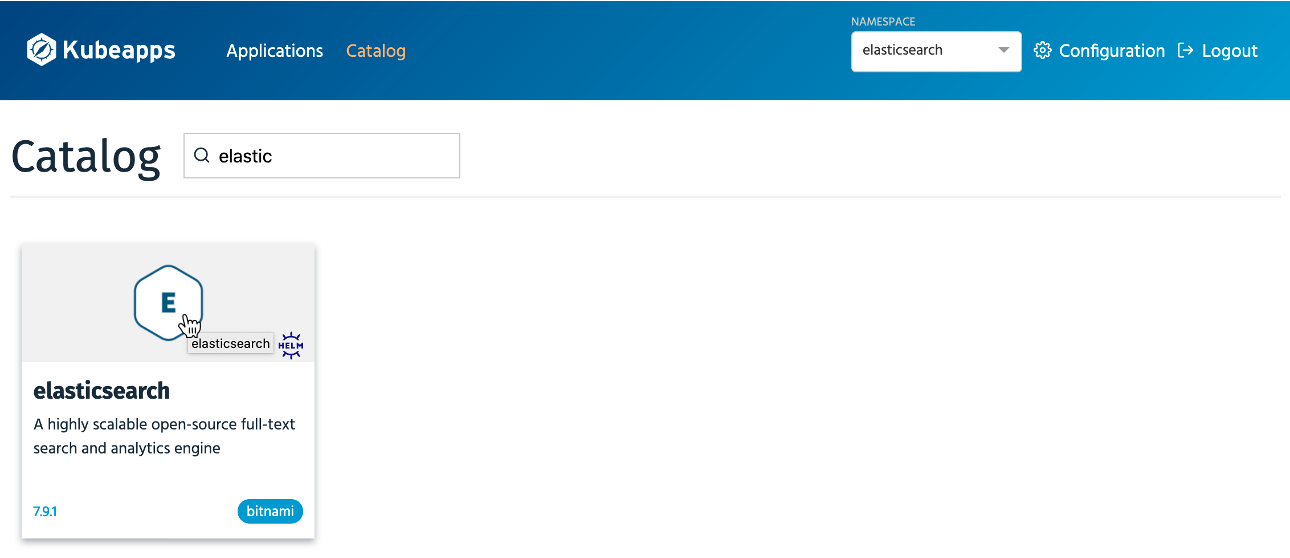 NAMESPACE
Kubeapps Applications Catalog elasticsearch Configuration Logout
Catalog elastic
E
elasticsearch HELM
elasticsearch
A highly scalable open-source full-text
search and analytics engine
7.9.1 bitnami